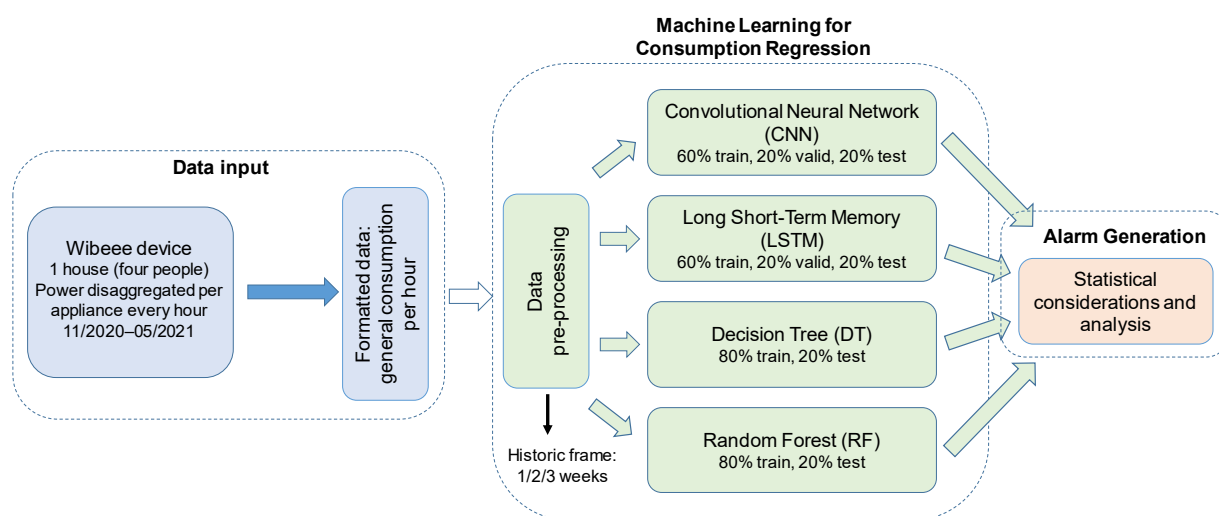 Machine Learning for
Consumption Regression
Data input
Wibeee device
1 house (four people)
Power disaggregated per
appliance every hour
11/2020–05/2021
Formatted data:
general consumption
per hour
Data
pre-processing
Historic frame:
1/2/3 weeks
Convolutional Neural Network
(CNN)
60% train, 20% valid, 20% test
Long Short-Term Memory
(LSTM)
60% train, 20% valid, 20% test
Decision Tree (DT)
80% train, 20% test
Random Forest (RF)
80% train, 20% test
Alarm Generation
Statistical
considerations and
analysis